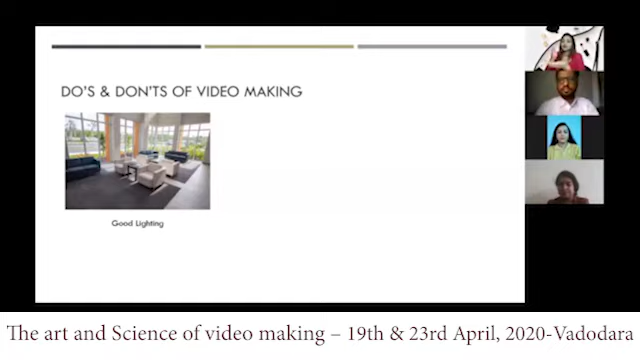 DO'S & DON'TS OF VIDEO MAKING
Good Lighting
The art and Science of video making – 19th & 23rd April, 2020-Vadodara